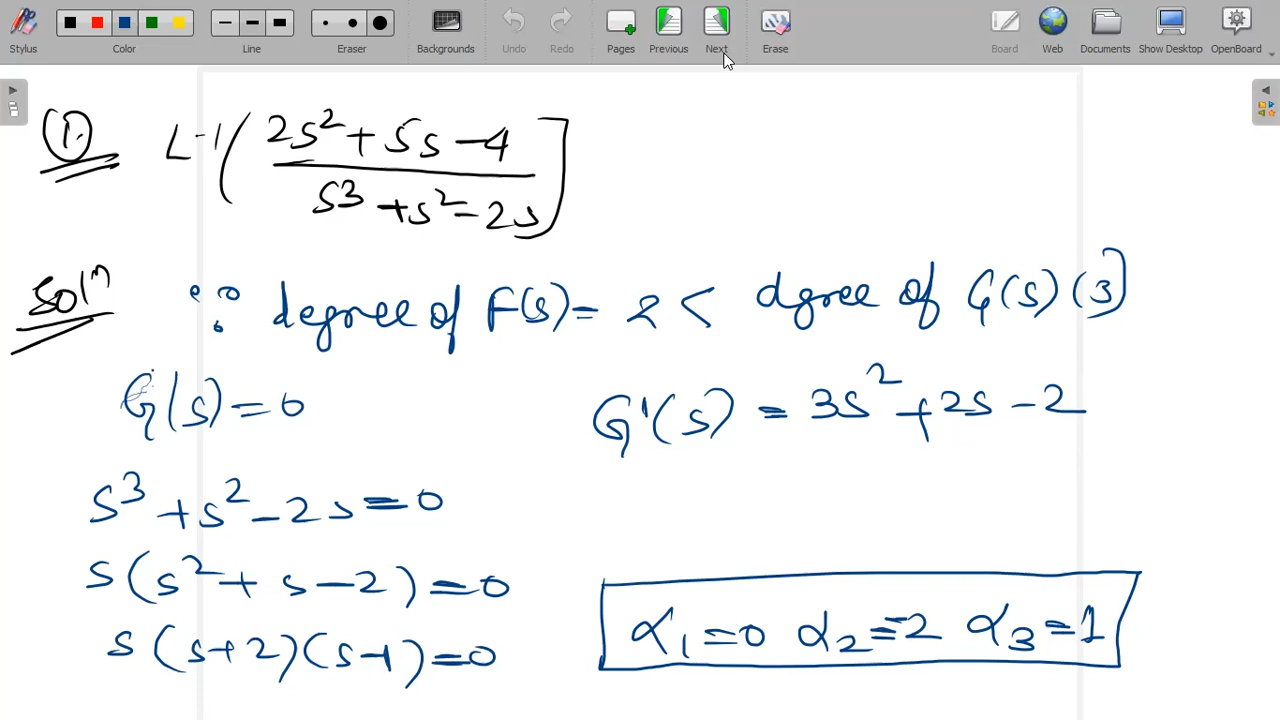 Stylus Color Line Eraser Backgrounds Undo Redo Pages Previous Next Erase Board Web Documents Show Desktop OpenBoard
① L-1( 2s² + 5s - 4
s³ + s² - 2s ]
Solⁿ ∵ degree of F(s) = 2 < dgree of G(s) (3)
G(s) = 0 G'(s) = 3s² + 2s - 2
s³ + s² - 2s = 0
s(s² + s - 2) = 0
s(s+2)(s-1) = 0 α₁ = 0 α₂ = -2 α₃ = 1